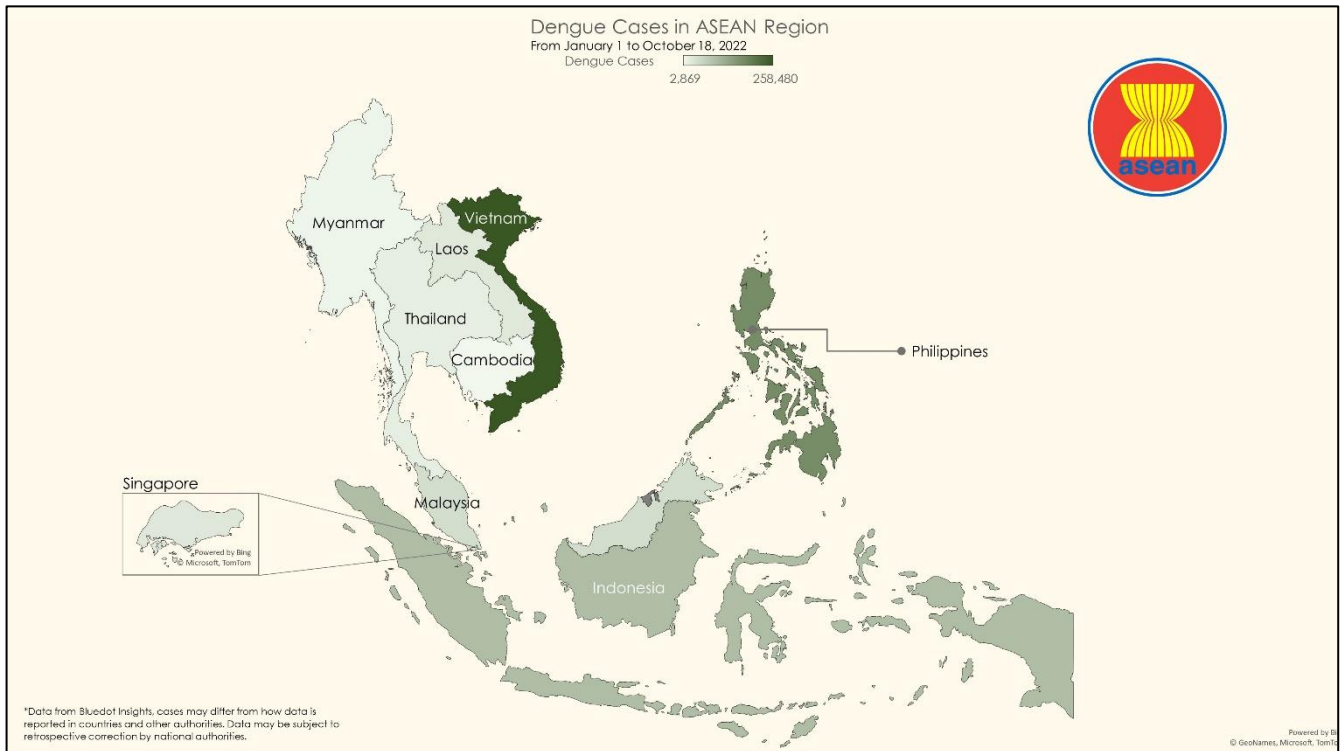 Dengue Cases in ASEAN Region
From January 1 to October 18, 2022
Dengue Cases
2,869 258,480
asean
Myanmar
Vietnam
Laos
Thailand
Cambodia
Philippines
Singapore
Malaysia
Powered by Bing
© Microsoft, TomTom
Indonesia
*Data from Bluedot Insights, cases may differ from how data is
reported in countries and other authorities. Data may be subject to
retrospective correction by national authorities.
Powered by
© GeoNames, Microsoft,